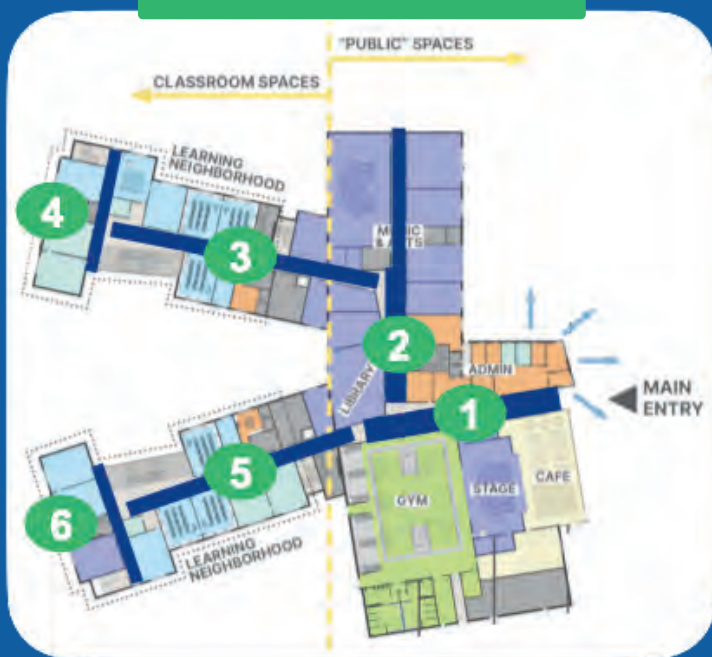 "PUBLIC" SPACES
CLASSROOM SPACES
LEARNING
NEIGHBORHOOD
4
3
MUSIC
& ARTS
2
LIBRARY
ADMIN
1
MAIN
ENTRY
5
GYM
STAGE
CAFE
6
LEARNING
NEIGHBORHOOD